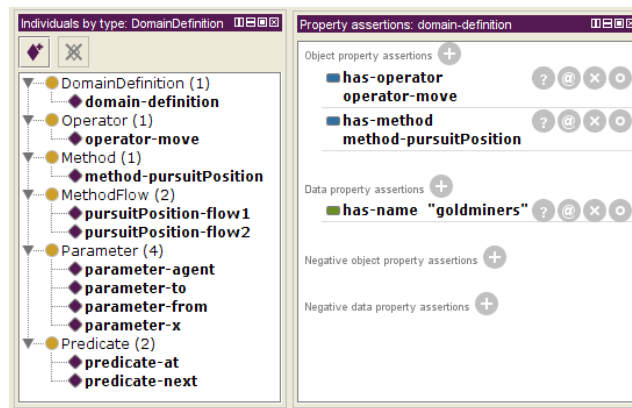 Individuals by type: DomainDefinition
DomainDefinition (1)
domain-definition
Operator (1)
operator-move
Method (1)
method-pursuitPosition
MethodFlow (2)
pursuitPosition-flow1
pursuitPosition-flow2
Parameter (4)
parameter-agent
parameter-to
parameter-from
parameter-x
Predicate (2)
predicate-at
predicate-next
Property assertions: domain-definition
Object property assertions
has-operator
operator-move
has-method
method-pursuitPosition
Data property assertions
has-name "goldminers"
Negative object property assertions
Negative data property assertions